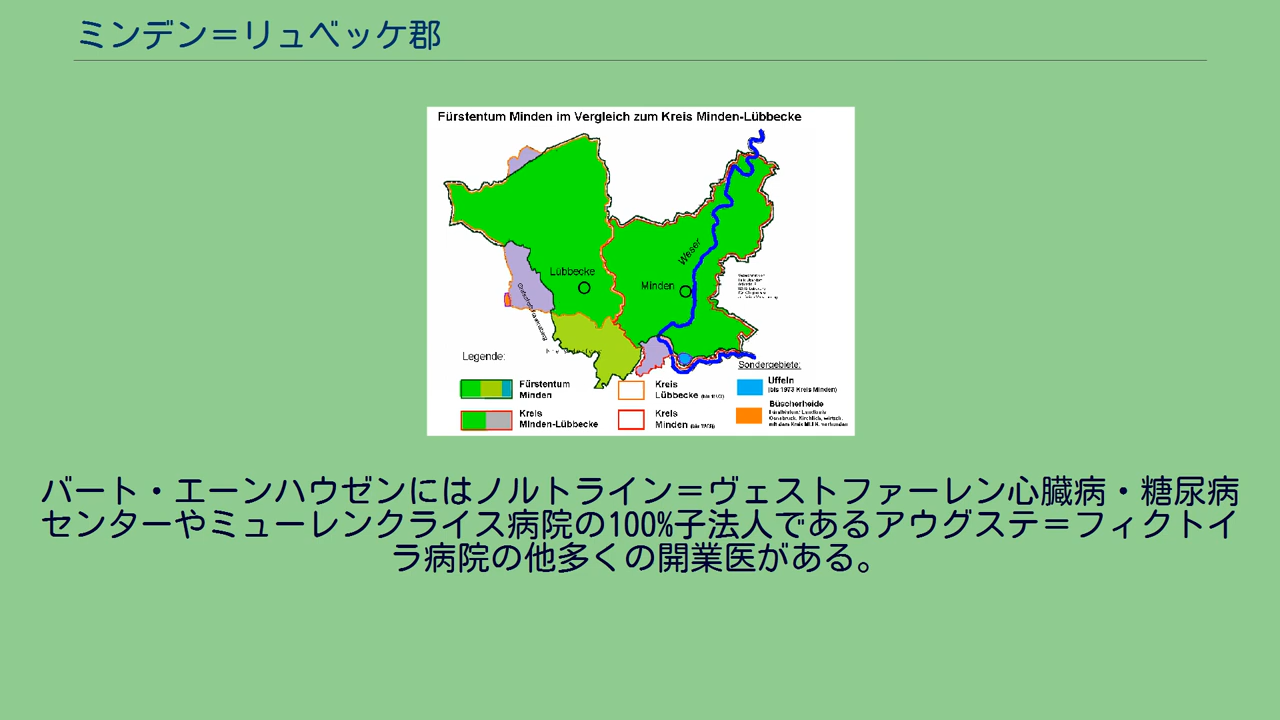 ミンデン＝リュベッケ郡
Fürstentum Minden im Vergleich zum Kreis Minden-Lübbecke
Weser
Lübbecke
Minden
Legende:
Sondergebiete:
Fürstentum
Minden
Kreis
Lübbecke
Uffeln
(bis 1973 Kreis Minden)
Kreis
Minden-Lübbecke
Kreis
Minden
Büscherheide
バート・エーンハウゼンにはノルトライン＝ヴェストファーレン心臓病・糖尿病
センターやミューレンクライス病院の100%子法人であるアウグステ＝フィクトイ
ラ病院の他多くの開業医がある。